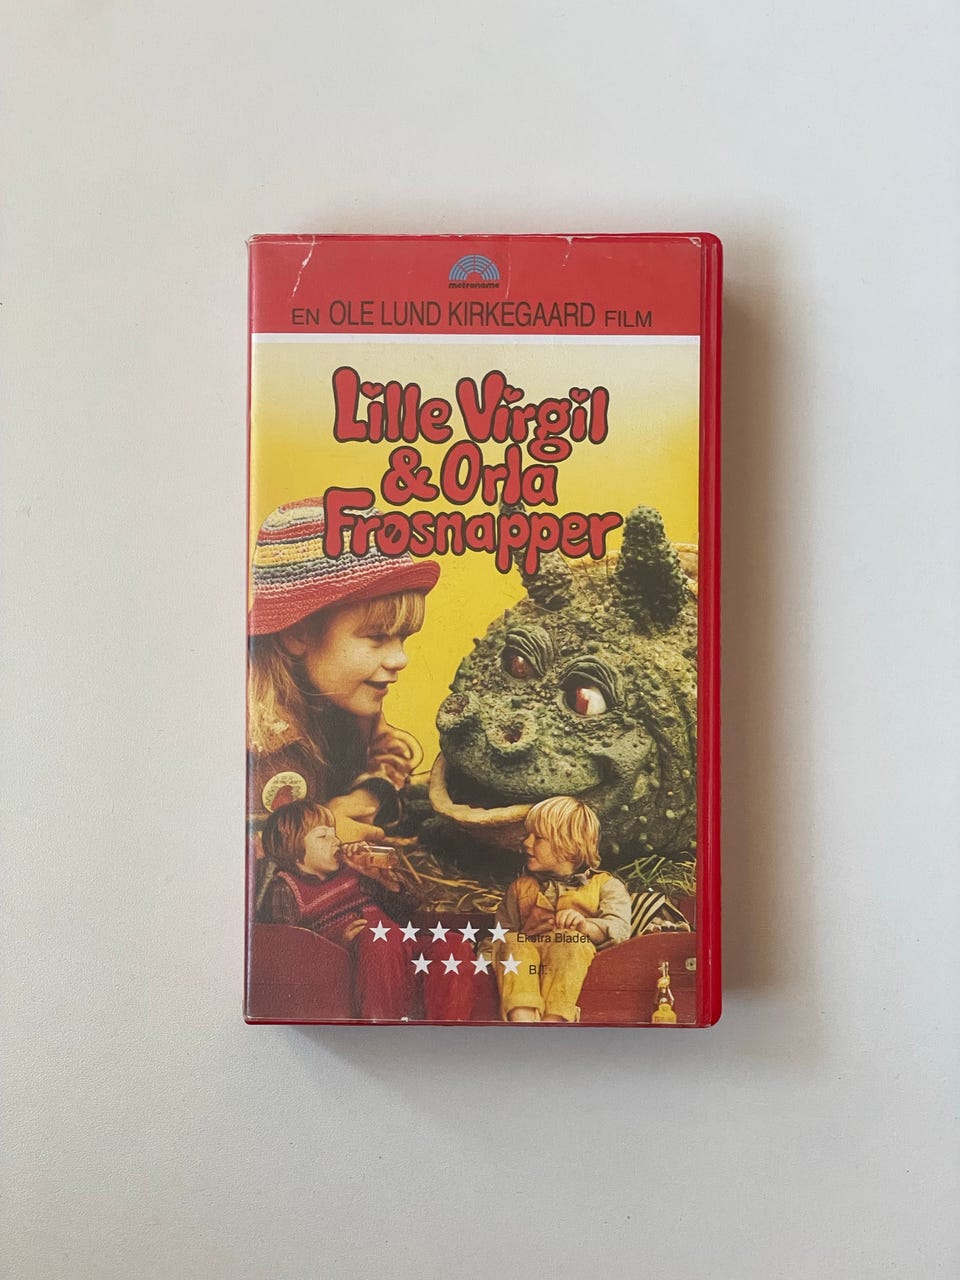 metronome
EN OLE LUND KIRKEGAARD FILM
Lille Virgil
& Orla
Frøsnapper
Ekstra Bladet
B.T.